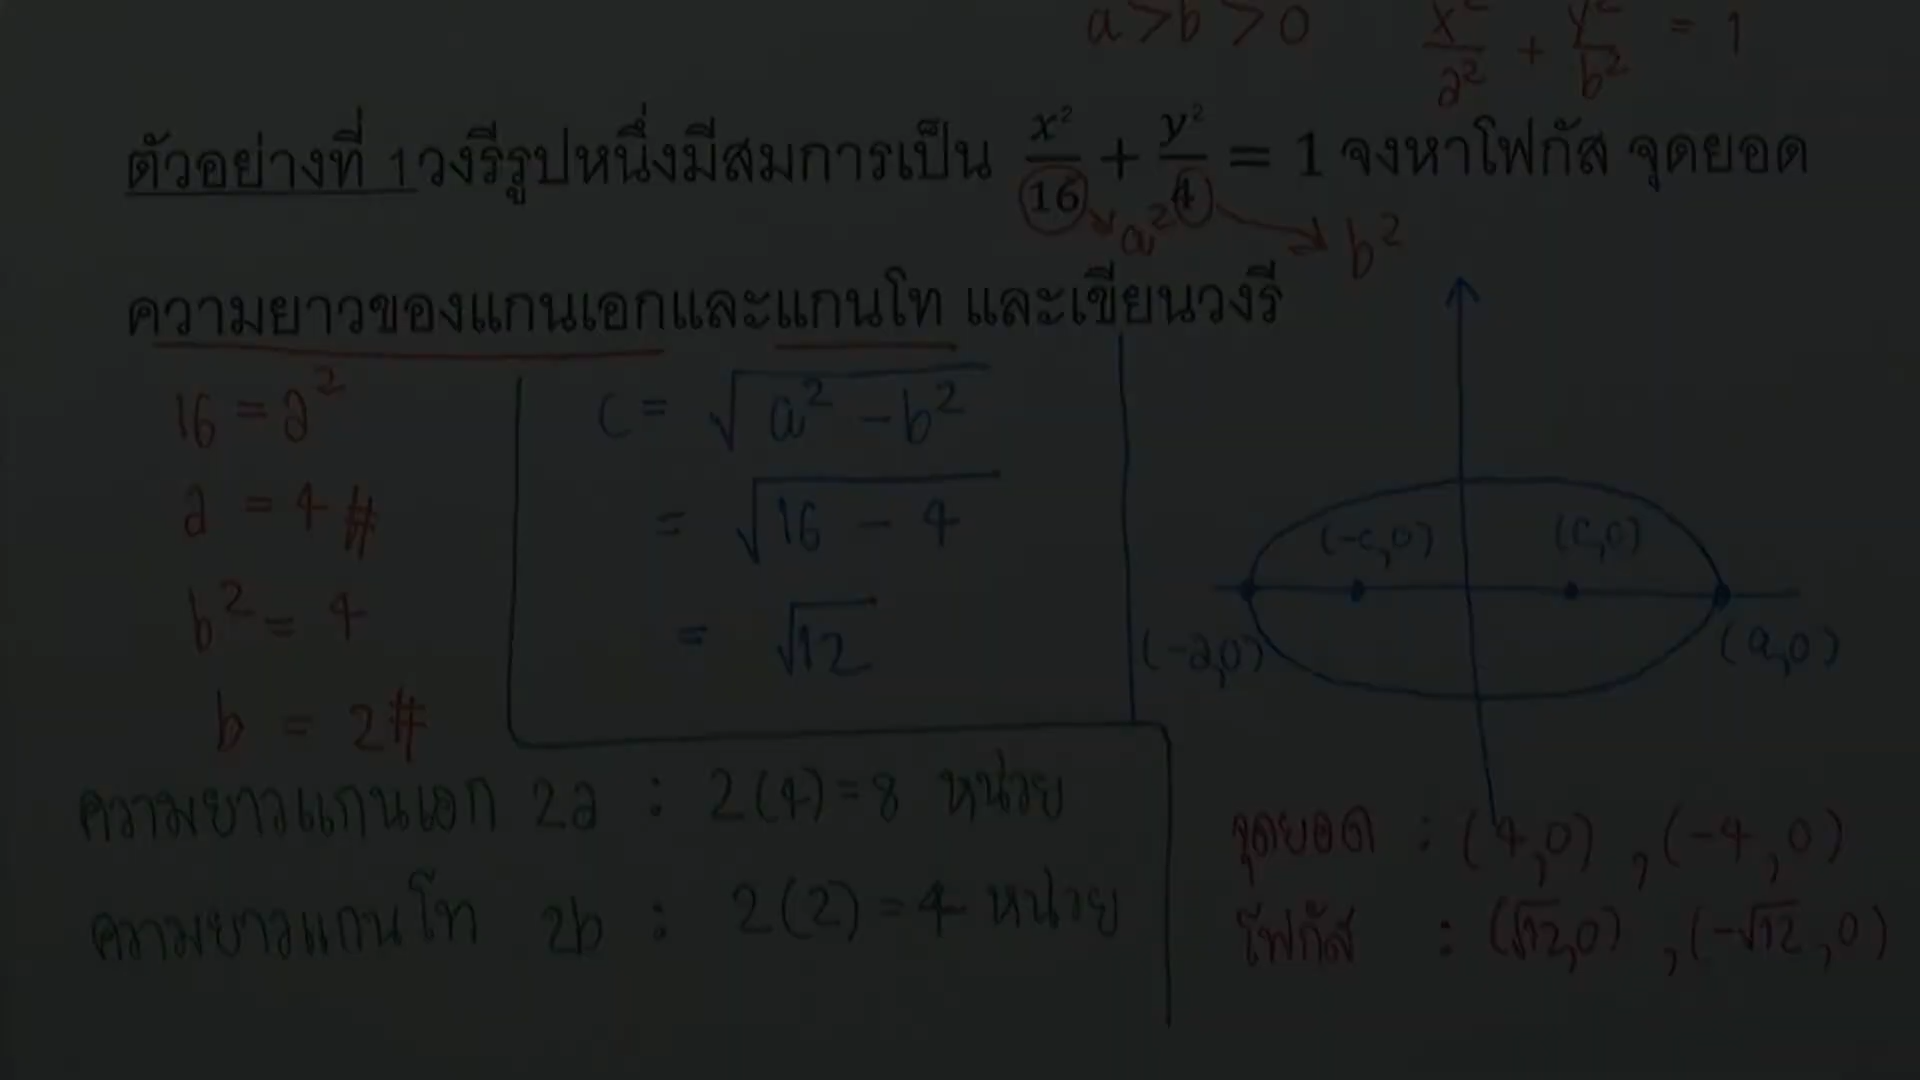 a > b > 0 x²/a² + y²/b² = 1
ตัวอย่างที่ 1 วงรีรูปหนึ่งมีสมการเป็น x²/16 + y²/4 = 1 จงหาโฟกัส จุดยอด
a² b²
ความยาวของแกนเอกและแกนโท และเขียนวงรี
16 = a²
a = 4 #
b² = 4
b = 2 #
c = √(a² - b²)
= √(16 - 4)
= √12
(-c,0) (c,0)
(-a,0) (a,0)
ความยาวแกนเอก 2a : 2(4) = 8 หน่วย
ความยาวแกนโท 2b : 2(2) = 4 หน่วย
จุดยอด : (4,0) , (-4,0)
โฟกัส : (√12,0) , (-√12,0)